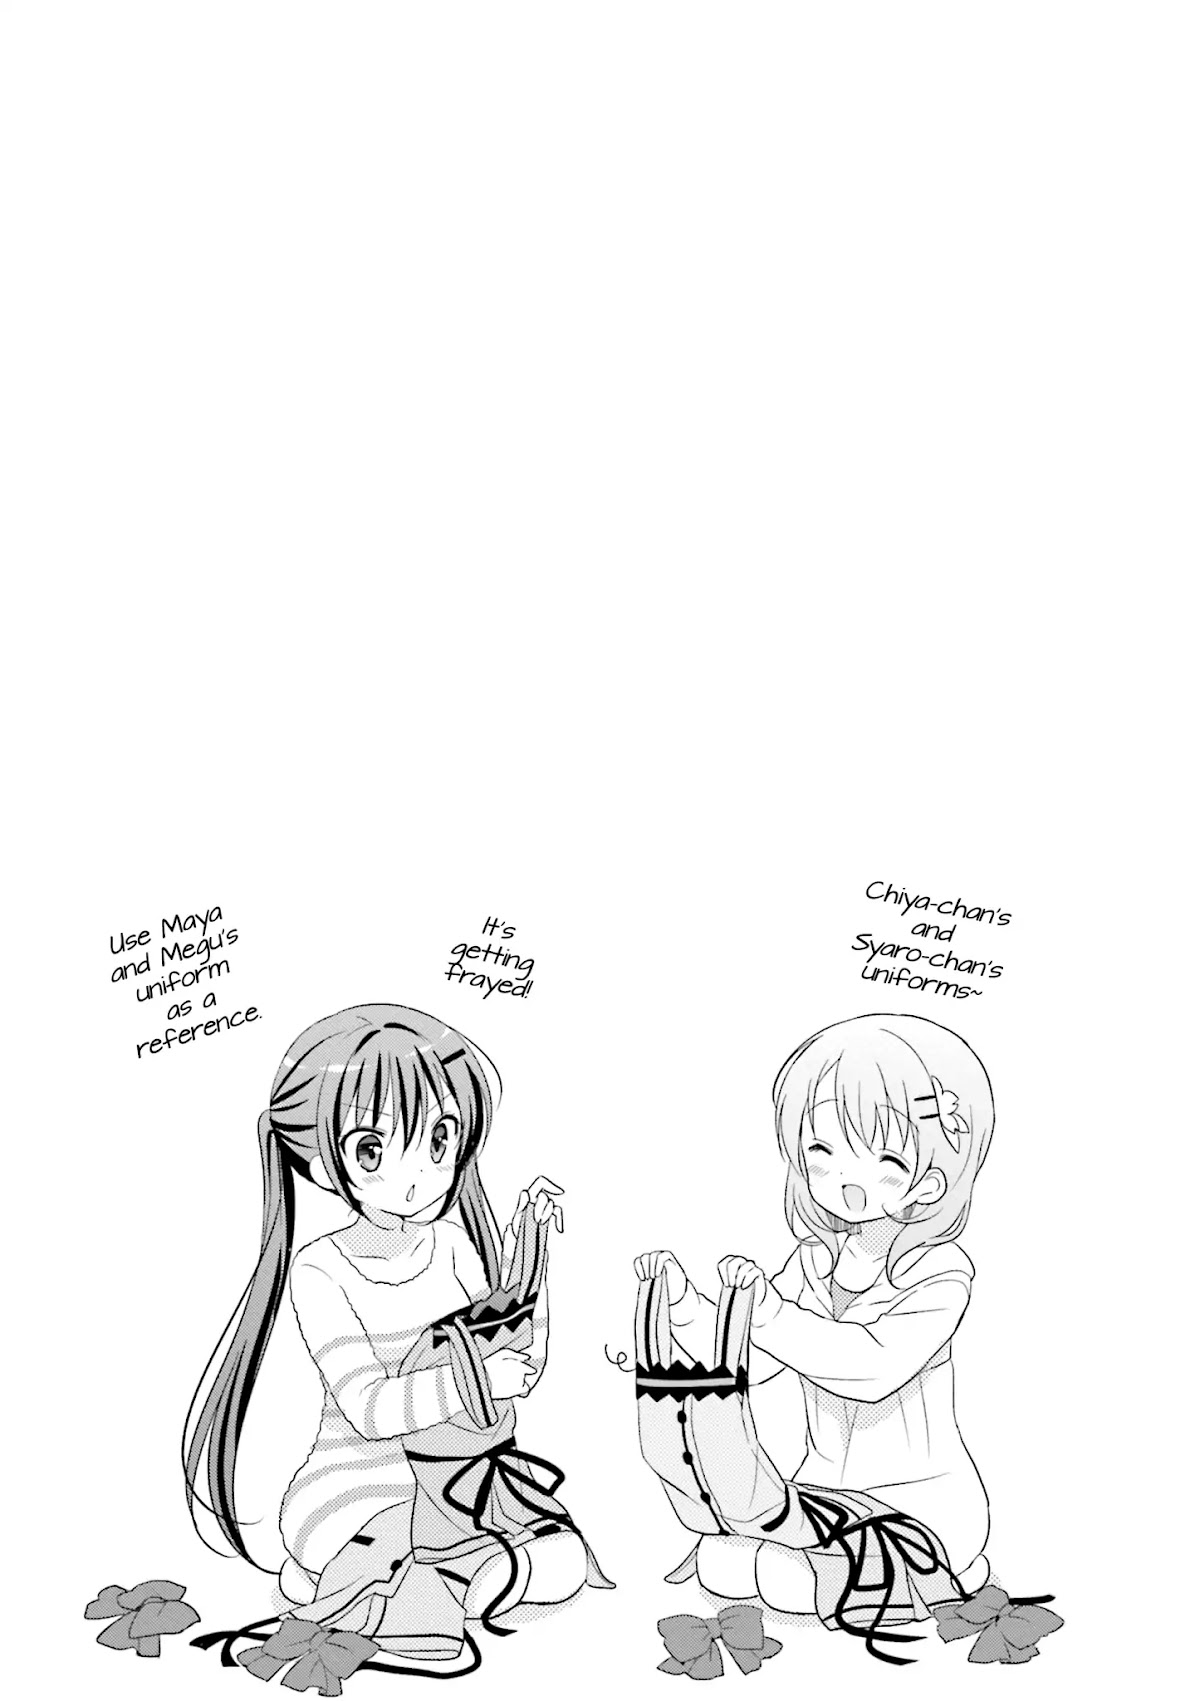 Chiya-chan's
and
Syaro-chan's
uniforms~
It's
getting
frayed!
Use Maya
and Megu's
uniform
as a
reference.